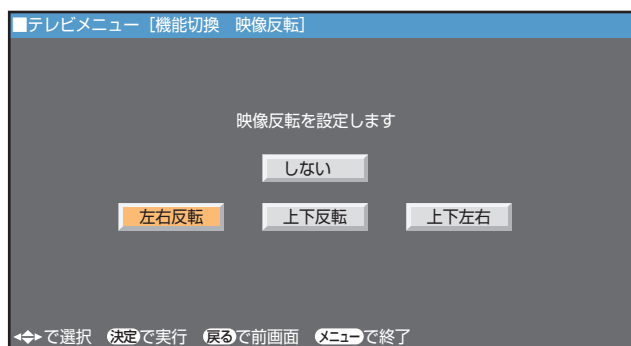 ■テレビメニュー［機能切換　映像反転］
映像反転を設定します
しない
左右反転　上下反転　上下左右
で選択　決定で実行　戻るで前画面　メニューで終了